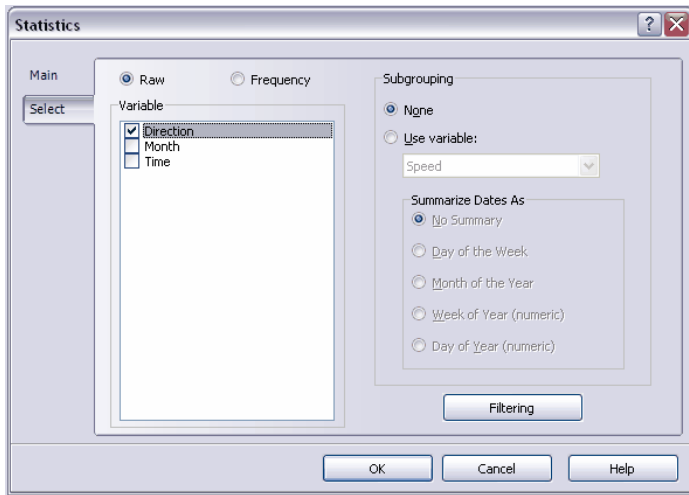 Statistics
Main
Select
Raw
Frequency
Variable
Direction
Month
Time
Subgrouping
None
Use variable:
Speed
Summarize Dates As
No Summary
Day of the Week
Month of the Year
Week of Year (numeric)
Day of Year (numeric)
Filtering
OK
Cancel
Help